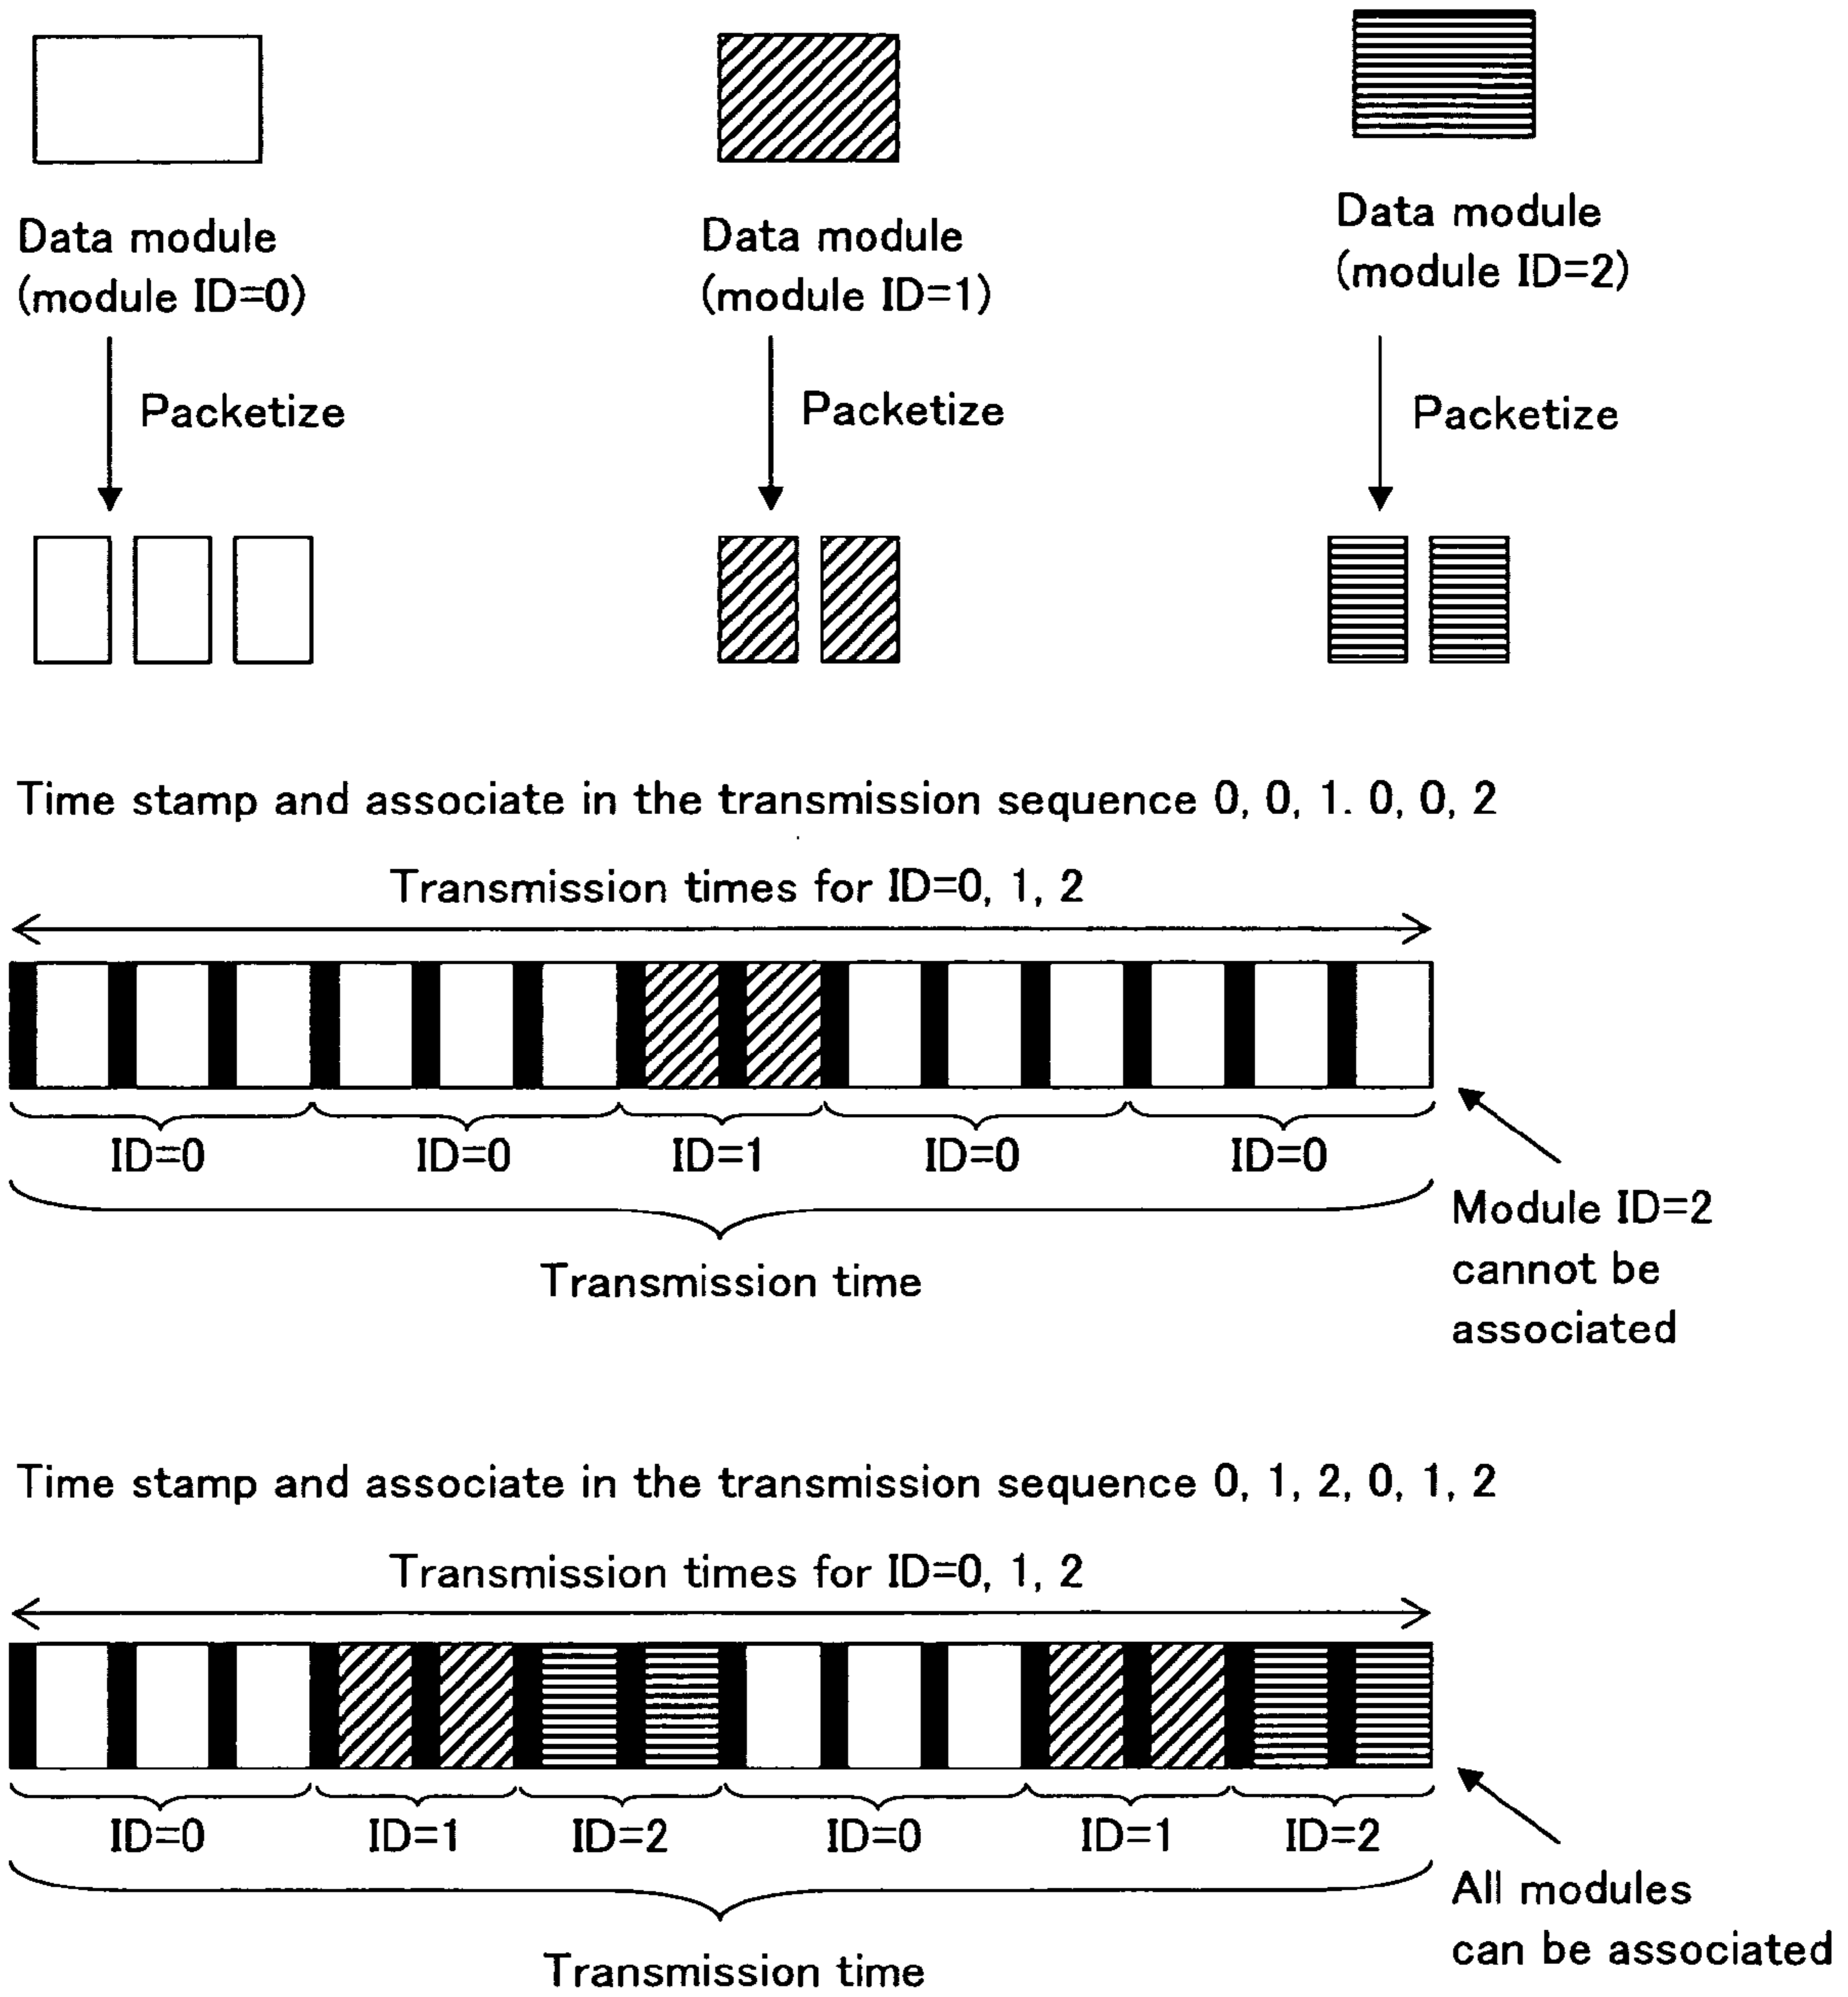 Data module
(module ID=0)
Data module
(module ID=1)
Data module
(module ID=2)
Packetize
Packetize
Packetize
Time stamp and associate in the transmission sequence 0, 0, 1. 0, 0, 2
Transmission times for ID=0, 1, 2
ID=0
ID=0
ID=1
ID=0
ID=0
Transmission time
Module ID=2
cannot be
associated
Time stamp and associate in the transmission sequence 0, 1, 2, 0, 1, 2
Transmission times for ID=0, 1, 2
ID=0
ID=1
ID=2
ID=0
ID=1
ID=2
Transmission time
All modules
can be associated